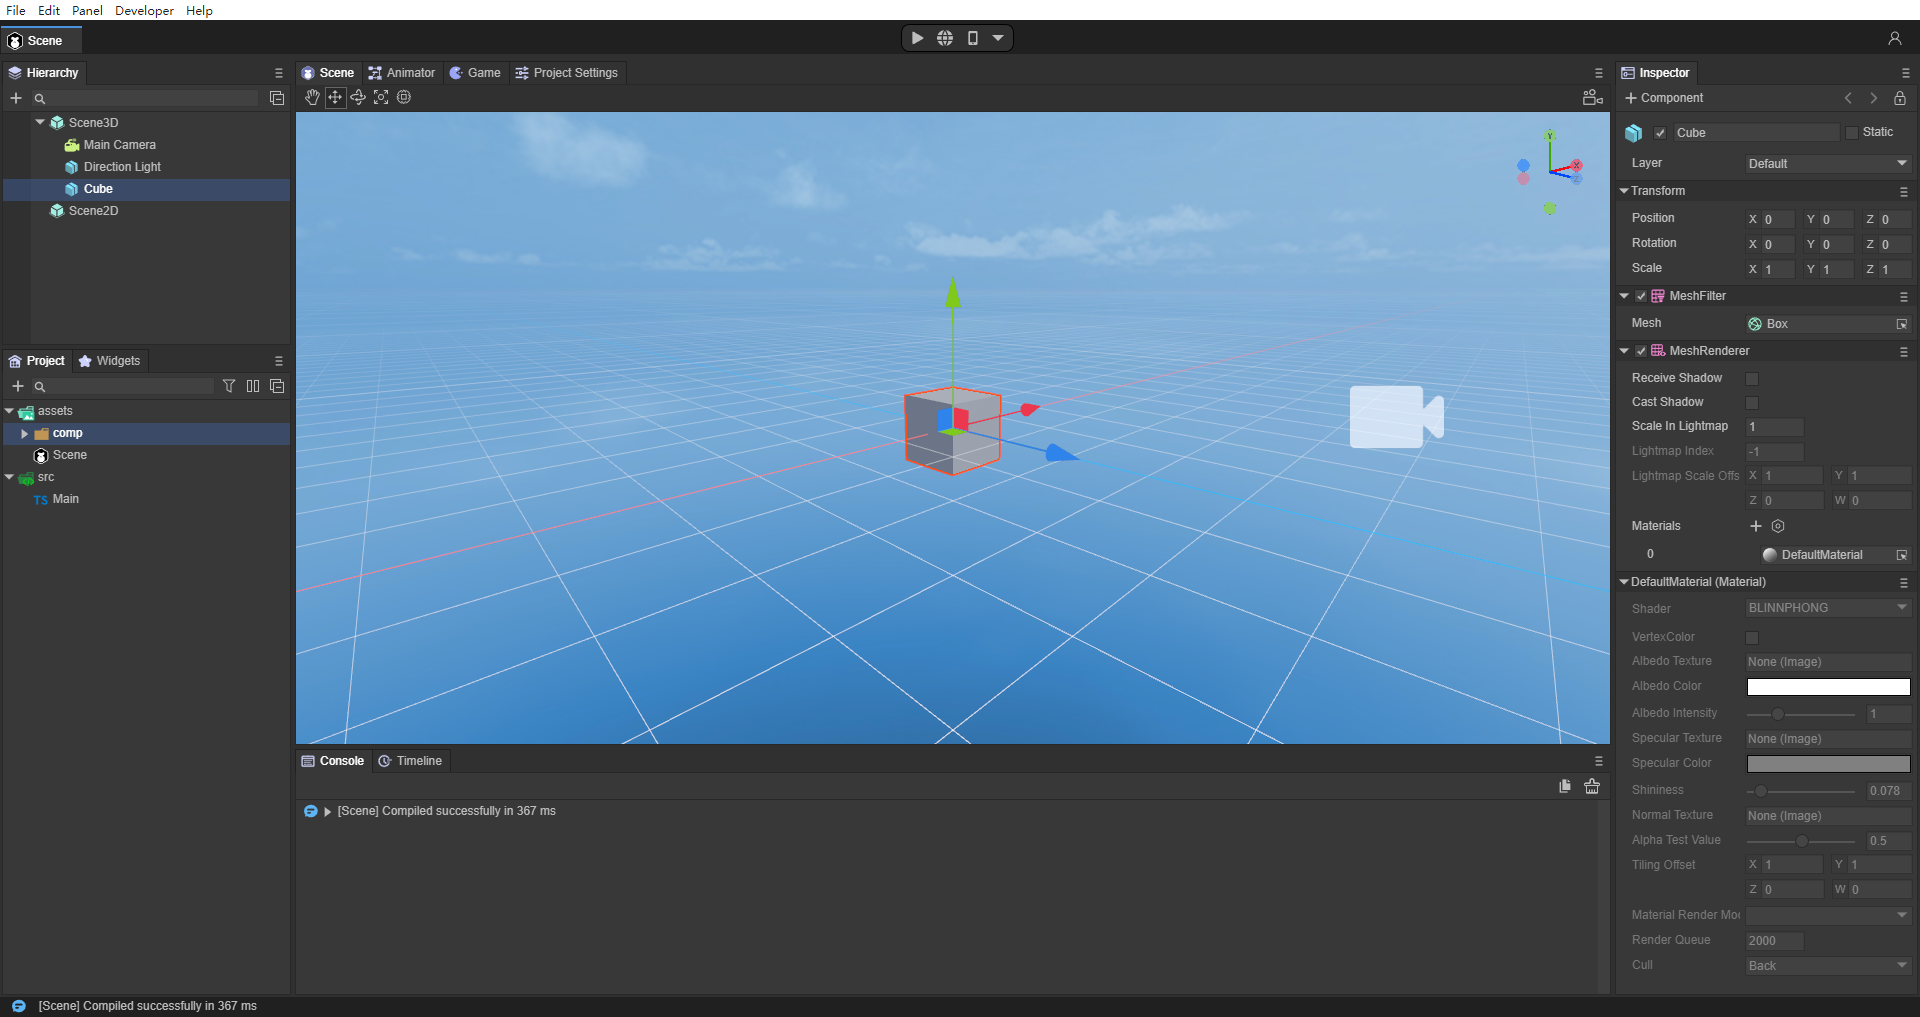 File Edit Panel Developer Help
Scene
Hierarchy
Scene3D
Main Camera
Direction Light
Cube
Scene2D
Project Widgets
assets
comp
Scene
src
TS Main
Scene Animator Game Project Settings
Y
X
Z
Console Timeline
[Scene] Compiled successfully in 367 ms
Inspector
Component
Cube Static
Layer Default
Transform
Position X 0 Y 0 Z 0
Rotation X 0 Y 0 Z 0
Scale X 1 Y 1 Z 1
MeshFilter
Mesh Box
MeshRenderer
Receive Shadow
Cast Shadow
Scale In Lightmap 1
Lightmap Index -1
Lightmap Scale Offs X 1 Y 1
Z 0 W 0
Materials
0 DefaultMaterial
DefaultMaterial (Material)
Shader BLINNPHONG
VertexColor
Albedo Texture None (Image)
Albedo Color
Albedo Intensity 1
Specular Texture None (Image)
Specular Color
Shininess 0.078
Normal Texture None (Image)
Alpha Test Value 0.5
Tiling Offset X 1 Y 1
Z 0 W 0
Material Render Mo
Render Queue 2000
Cull Back
[Scene] Compiled successfully in 367 ms